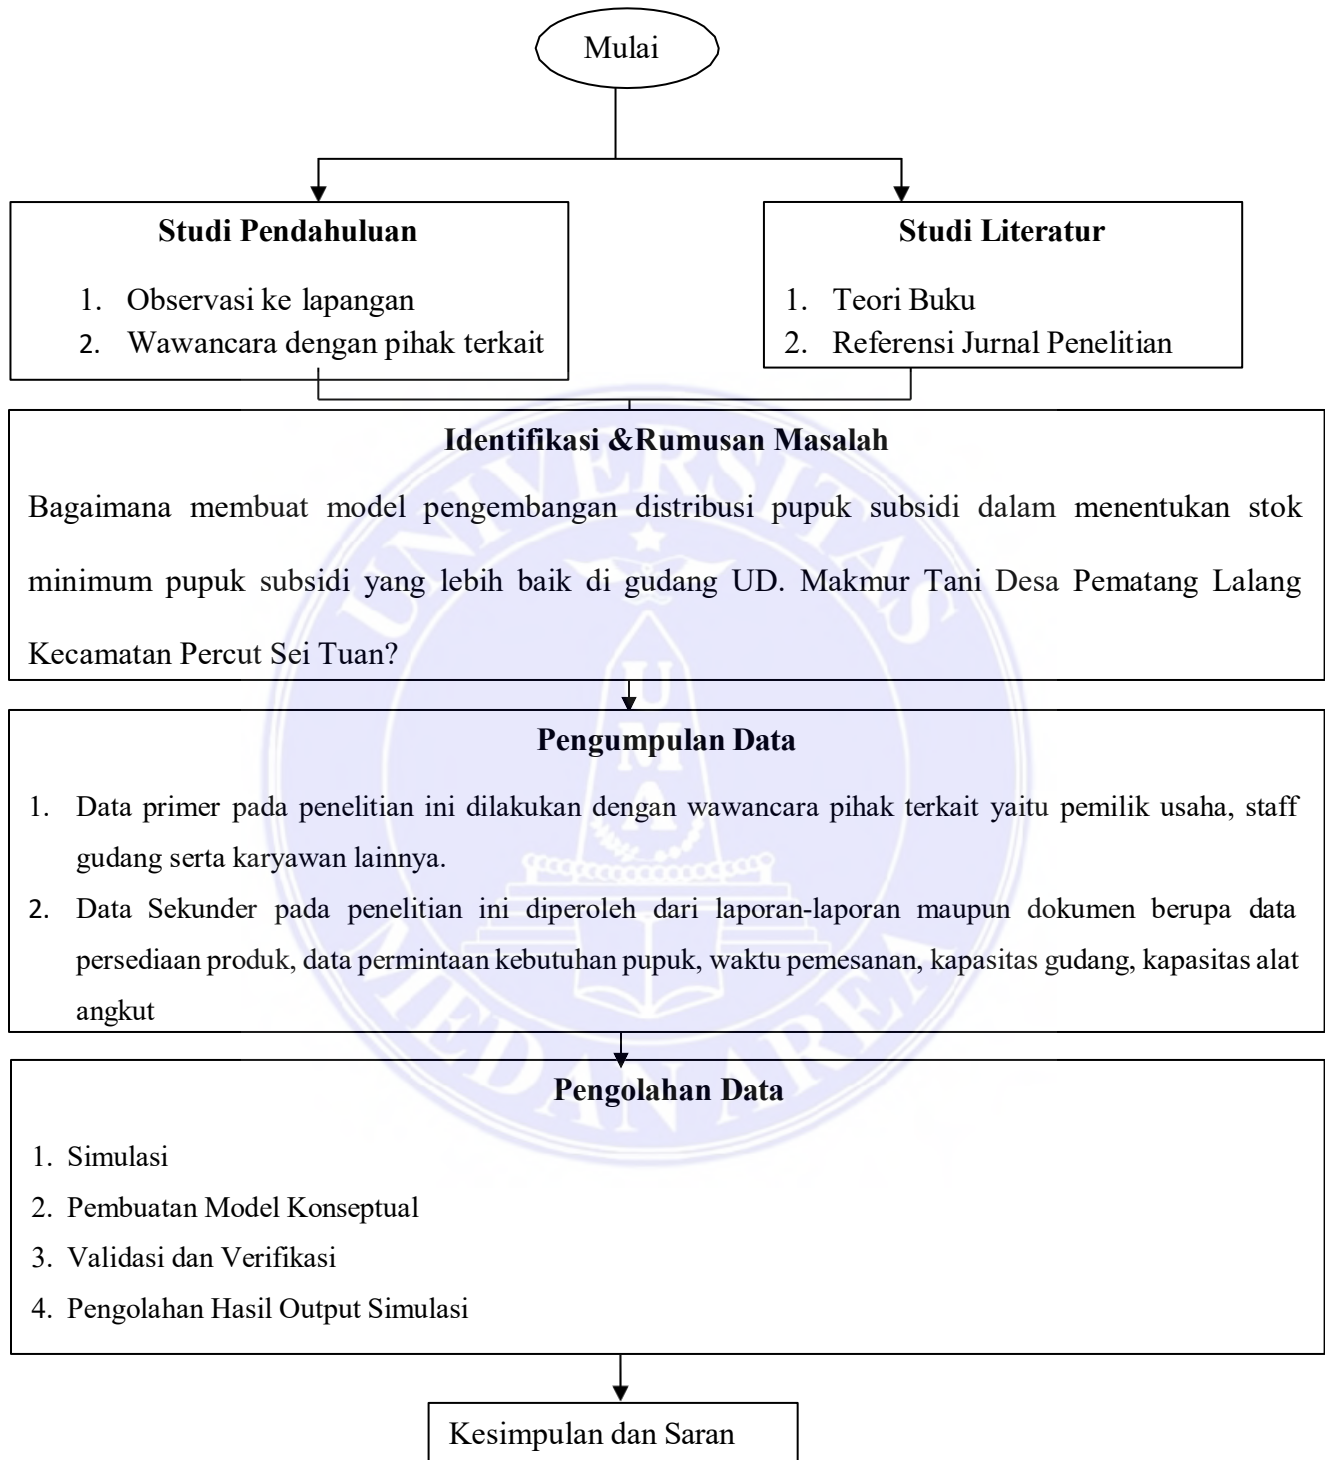 Mulai
Studi Pendahuluan
1. Observasi ke lapangan
2. Wawancara dengan pihak terkait
Studi Literatur
1. Teori Buku
2. Referensi Jurnal Penelitian
Identifikasi &Rumusan Masalah
Bagaimana membuat model pengembangan distribusi pupuk subsidi dalam menentukan stok
minimum pupuk subsidi yang lebih baik di gudang UD. Makmur Tani Desa Pematang Lalang
Kecamatan Percut Sei Tuan?
Pengumpulan Data
1. Data primer pada penelitian ini dilakukan dengan wawancara pihak terkait yaitu pemilik usaha, staff
gudang serta karyawan lainnya.
2. Data Sekunder pada penelitian ini diperoleh dari laporan-laporan maupun dokumen berupa data
persediaan produk, data permintaan kebutuhan pupuk, waktu pemesanan, kapasitas gudang, kapasitas alat
angkut
Pengolahan Data
1. Simulasi
2. Pembuatan Model Konseptual
3. Validasi dan Verifikasi
4. Pengolahan Hasil Output Simulasi
Kesimpulan dan Saran
UNIVERSITAS
MEDAN AREA
U
M
A